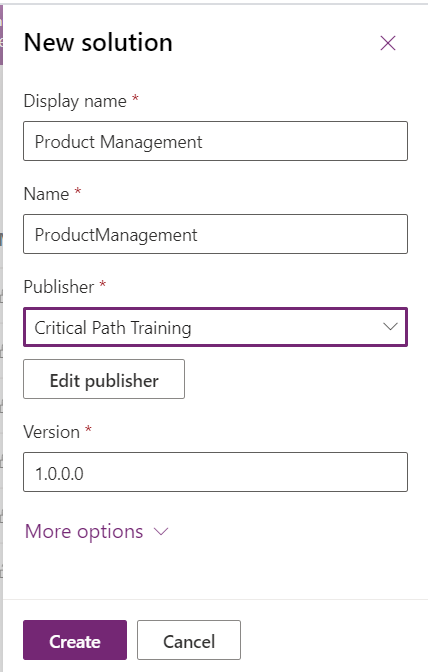 New solution
Display name *
Product Management
Name *
ProductManagement
Publisher *
Critical Path Training
Edit publisher
Version *
1.0.0.0
More options
Create Cancel